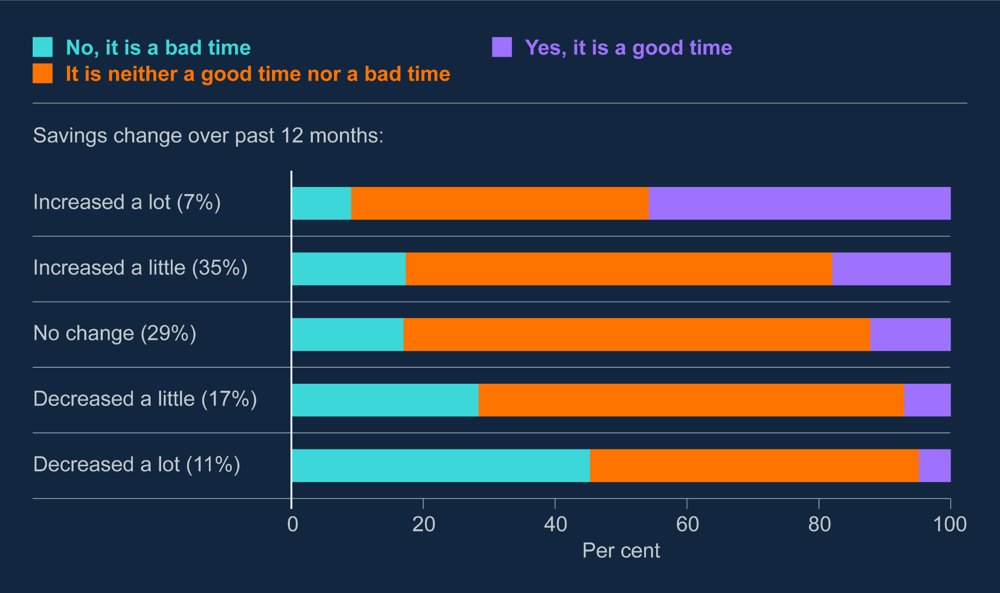 No, it is a bad time
Yes, it is a good time
It is neither a good time nor a bad time
Savings change over past 12 months:
Increased a lot (7%)
Increased a little (35%)
No change (29%)
Decreased a little (17%)
Decreased a lot (11%)
0 20 40 60 80 100
Per cent